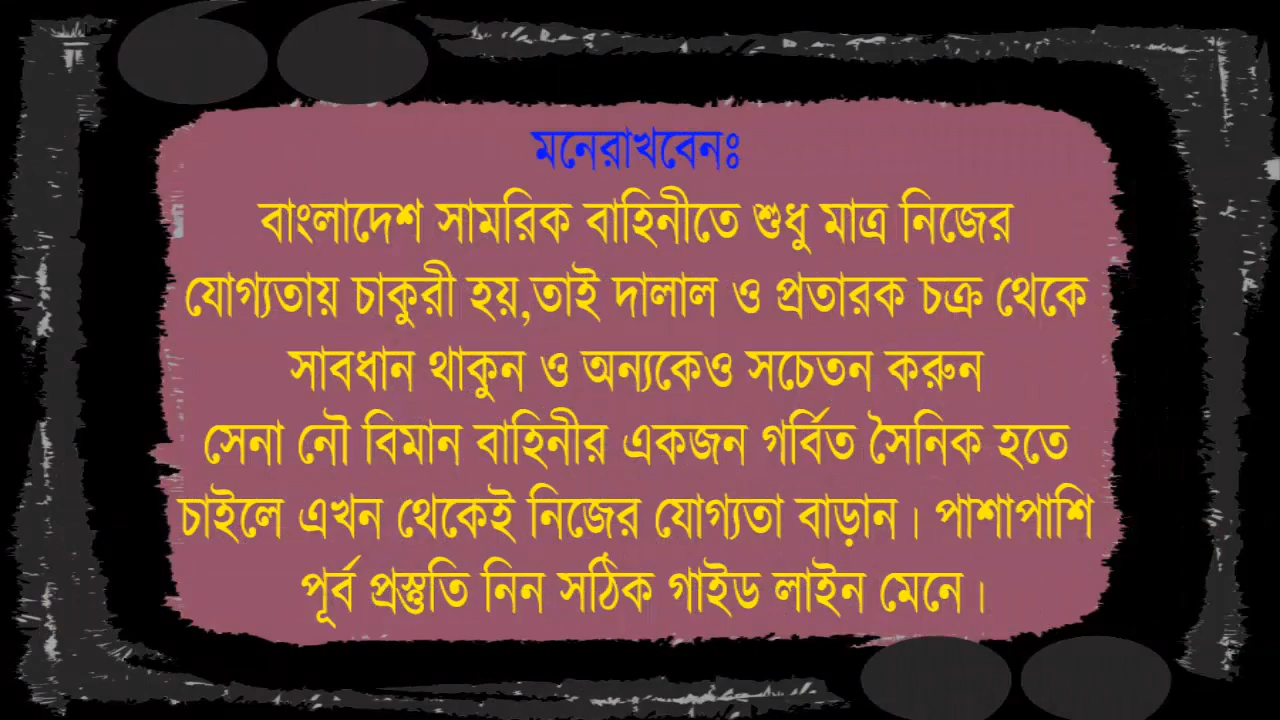 মনেরাখবেনঃ
বাংলাদেশ সামরিক বাহিনীতে শুধু মাত্র নিজের
যোগ্যতায় চাকুরী হয়,তাই দালাল ও প্রতারক চক্র থেকে
সাবধান থাকুন ও অন্যকেও সচেতন করুন
সেনা নৌ বিমান বাহিনীর একজন গর্বিত সৈনিক হতে
চাইলে এখন থেকেই নিজের যোগ্যতা বাড়ান। পাশাপাশি
পূর্ব প্রস্তুতি নিন সঠিক গাইড লাইন মেনে।